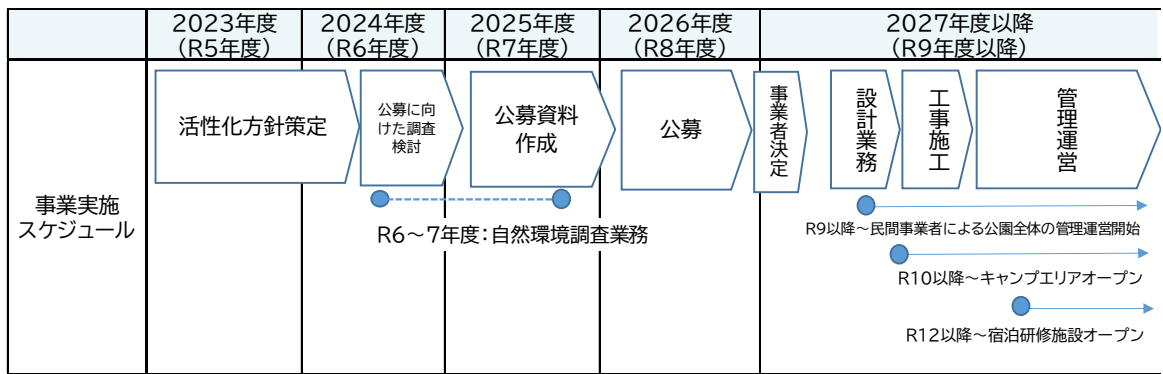 2023年度
(R5年度)
2024年度
(R6年度)
2025年度
(R7年度)
2026年度
(R8年度)
2027年度以降
(R9年度以降)
事業実施
スケジュール
活性化方針策定
公募に向
けた調査
検討
公募資料
作成
公募
事業者決定
設計業務
工事施工
管理運営
R6~7年度:自然環境調査業務
R9以降~民間事業者による公園全体の管理運営開始
R10以降~キャンプエリアオープン
R12以降~宿泊研修施設オープン